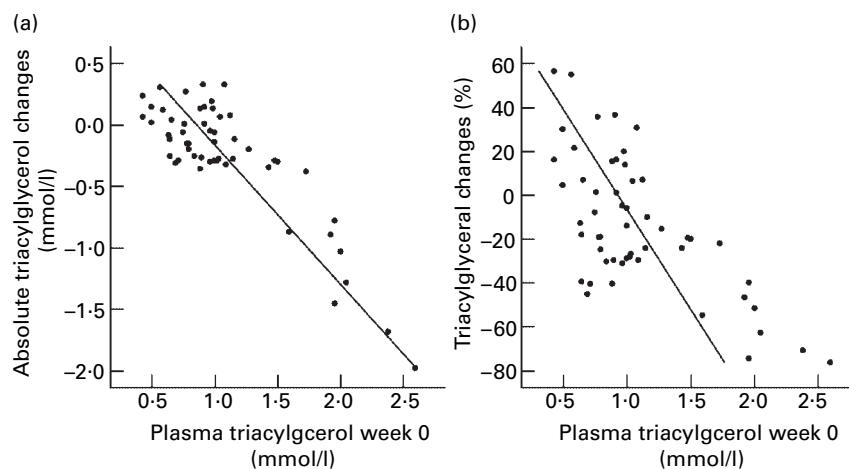 (a)
0·5
0·0
−0·5
−1·0
−1·5
−2·0
Absolute triacylglycerol changes
(mmol/l)
0·5 1·0 1·5 2·0 2·5
Plasma triacylgcerol week 0
(mmol/l)
(b)
60
40
20
0
−20
−40
−60
−80
Triacylglyceral changes (%)
0·5 1·0 1·5 2·0 2·5
Plasma triacylgcerol week 0
(mmol/l)